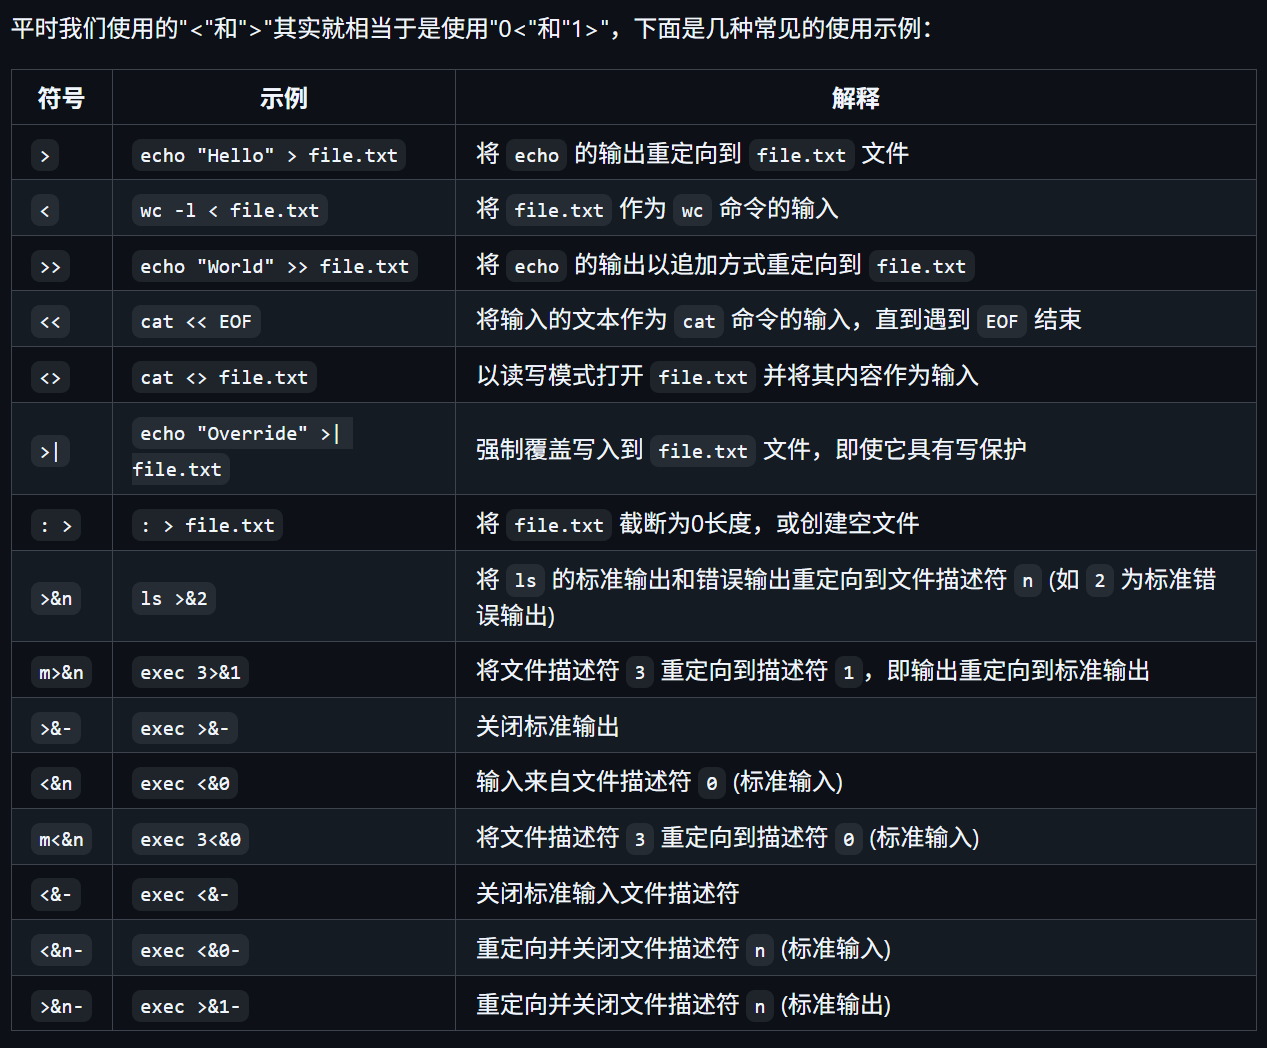 平时我们使用的"<"和">"其实就相当于是使用"0<"和"1>"，下面是几种常见的使用示例：
符号 示例 解释
> echo "Hello" > file.txt 将 echo 的输出重定向到 file.txt 文件
< wc -l < file.txt 将 file.txt 作为 wc 命令的输入
>> echo "World" >> file.txt 将 echo 的输出以追加方式重定向到 file.txt
<< cat << EOF 将输入的文本作为 cat 命令的输入，直到遇到 EOF 结束
<> cat <> file.txt 以读写模式打开 file.txt 并将其内容作为输入
>| echo "Override" >|
file.txt 强制覆盖写入到 file.txt 文件，即使它具有写保护
: > : > file.txt 将 file.txt 截断为0长度，或创建空文件
>&n ls >&2 将 ls 的标准输出和错误输出重定向到文件描述符 n (如 2 为标准错
误输出)
m>&n exec 3>&1 将文件描述符 3 重定向到描述符 1，即输出重定向到标准输出
>&- exec >&- 关闭标准输出
<&n exec <&0 输入来自文件描述符 0 (标准输入)
m<&n exec 3<&0 将文件描述符 3 重定向到描述符 0 (标准输入)
<&- exec <&- 关闭标准输入文件描述符
<&n- exec <&0- 重定向并关闭文件描述符 n (标准输入)
>&n- exec >&1- 重定向并关闭文件描述符 n (标准输出)